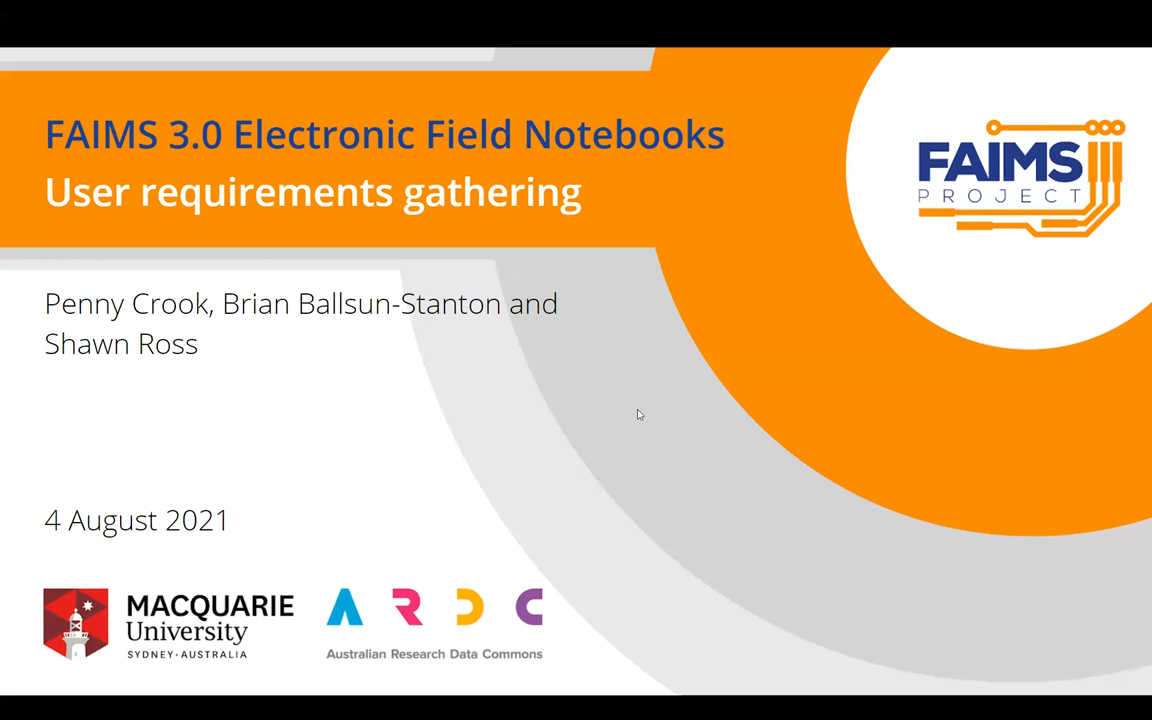 FAIMS 3.0 Electronic Field Notebooks
User requirements gathering
FAIMS
PROJECT
Penny Crook, Brian Ballsun-Stanton and
Shawn Ross
4 August 2021
MACQUARIE
University
SYDNEY·AUSTRALIA
ARDC
Australian Research Data Commons